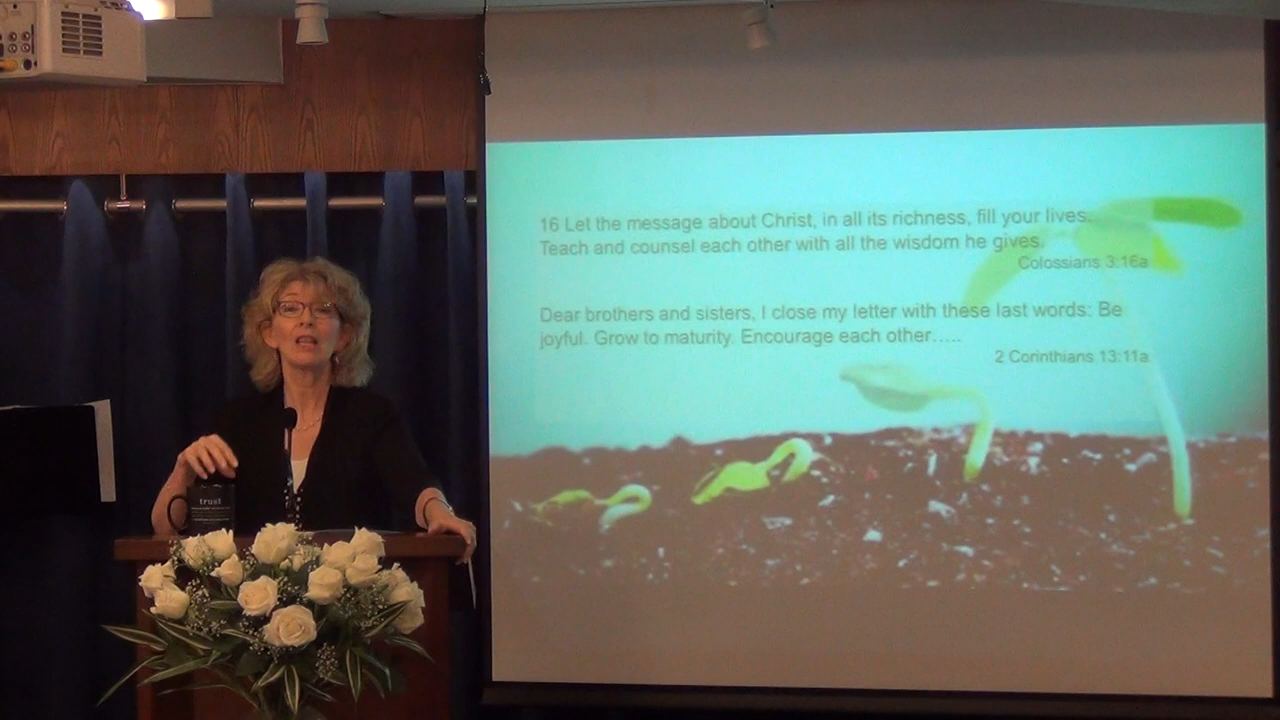 16 Let the message about Christ, in all its richness, fill your lives.
Teach and counsel each other with all the wisdom he gives.
Colossians 3:16a
Dear brothers and sisters, I close my letter with these last words: Be
joyful. Grow to maturity. Encourage each other…..
2 Corinthians 13:11a
trust